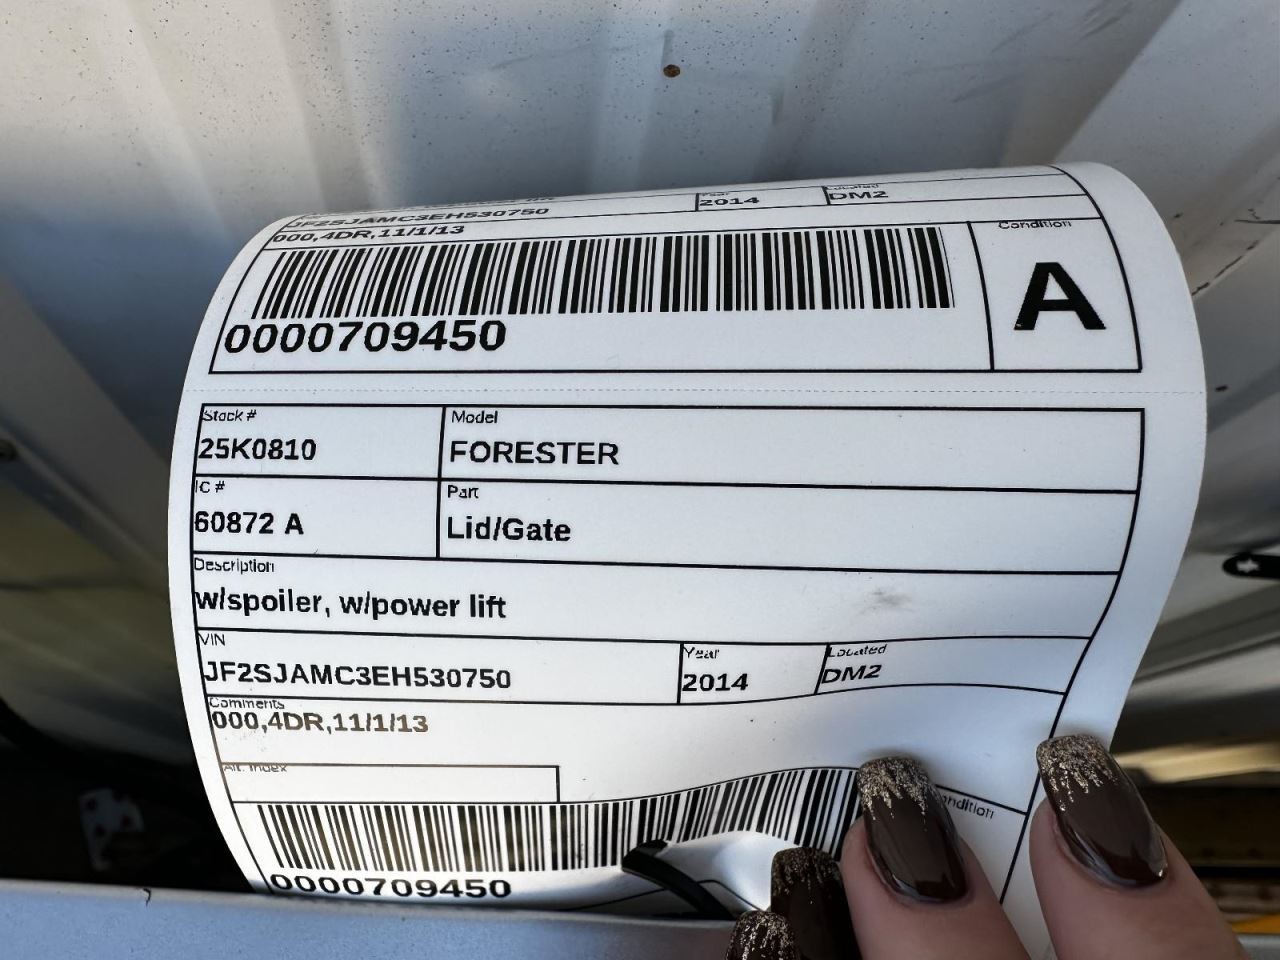 JF2SJAMC3EH530750 Year 2014 Located DM2
000,4DR,11/1/13
Condition
A
0000709450
Stock # Model
25K0810 FORESTER
IC # Part
60872 A Lid/Gate
Description
w/spoiler, w/power lift
VIN Year Located
JF2SJAMC3EH530750 2014 DM2
Comments
000,4DR,11/1/13
Alt. Index
0000709450